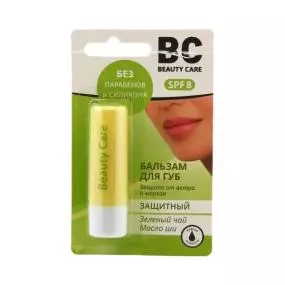 BC
BEAUTY CARE
SPF 8
БЕЗ
ПАРАБЕНОВ
И СИЛИКОНА
Beauty Care
БАЛЬЗАМ
ДЛЯ ГУБ
Защита от ветра
и мороза
ЗАЩИТНЫЙ
Зеленый чай
Масло ши